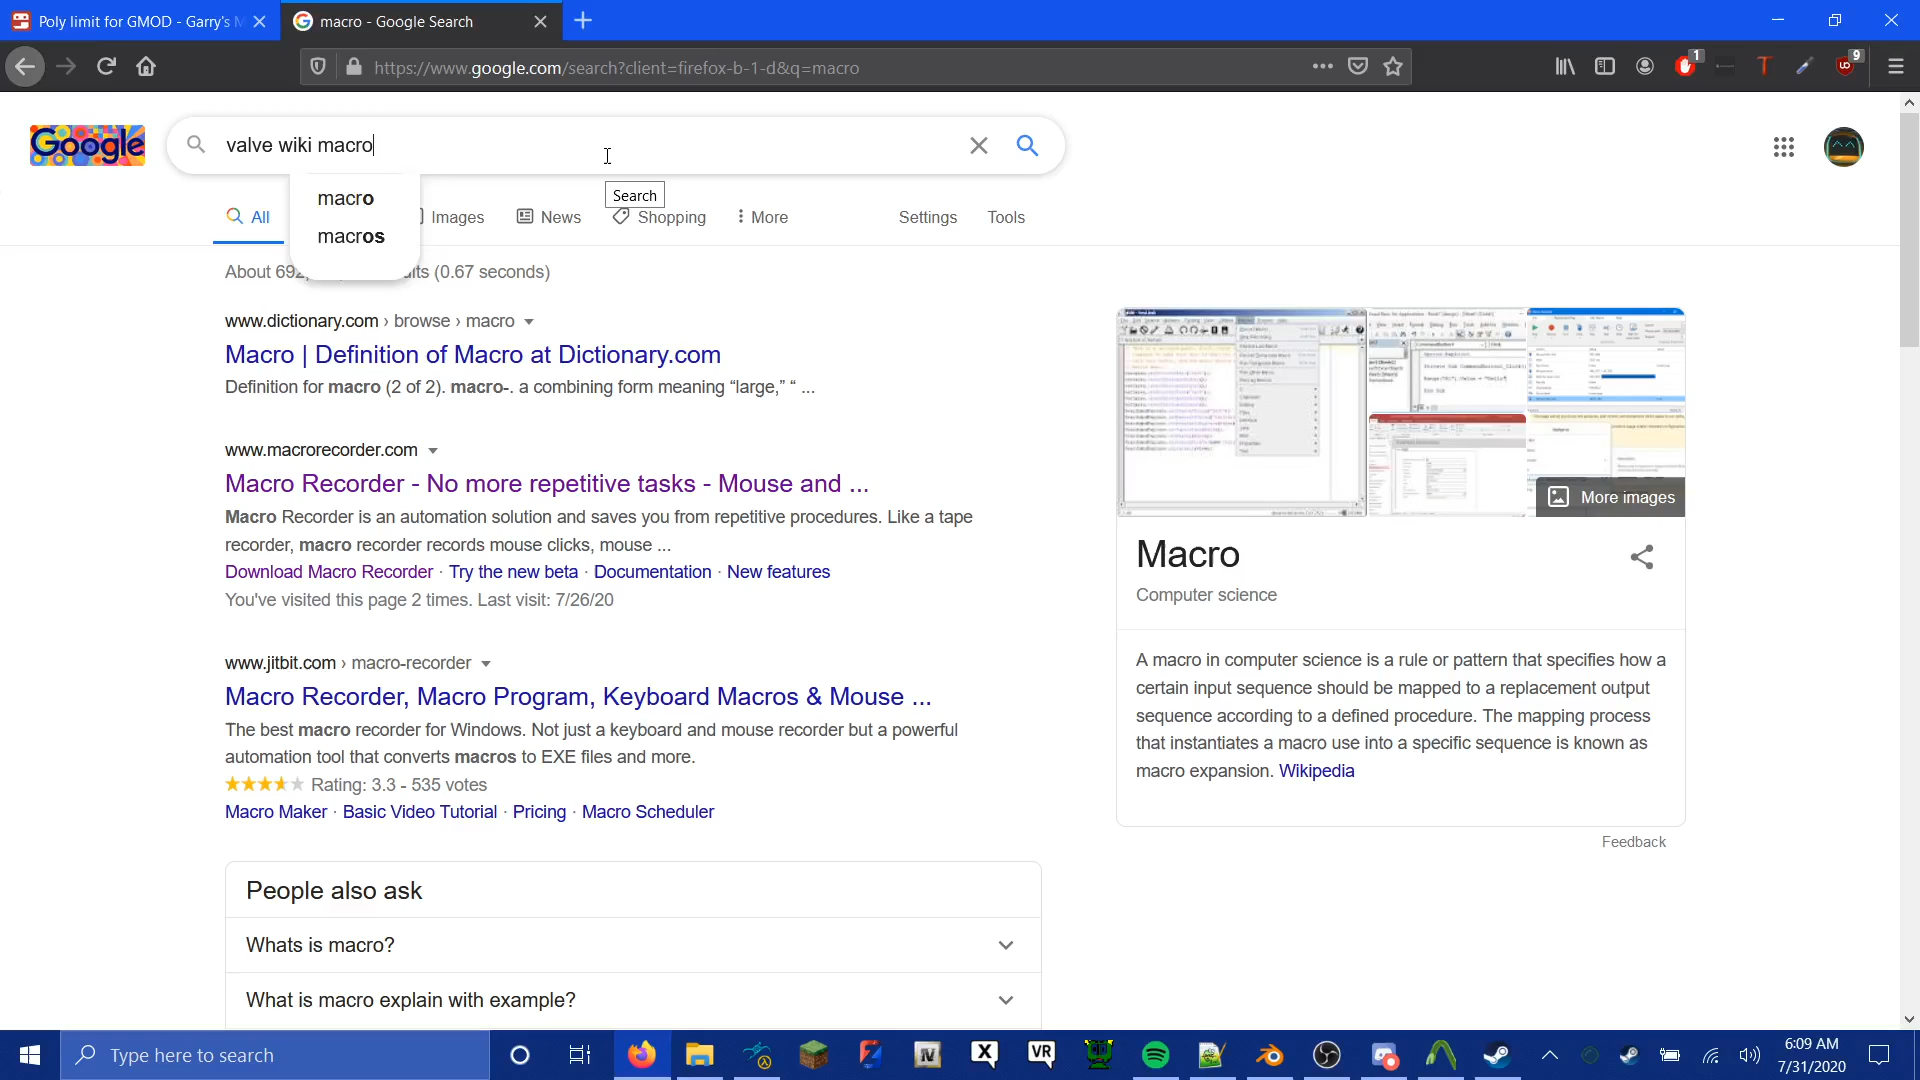 Poly limit for GMOD - Garry's M
macro - Google Search
https://www.google.com/search?client=firefox-b-1-d&q=macro
1
9
Google
valve wiki macro
Search
macro
macros
All
Images
News
Shopping
More
Settings
Tools
About 692, lts (0.67 seconds)
www.dictionary.com › browse › macro
Macro | Definition of Macro at Dictionary.com
Definition for macro (2 of 2). macro-. a combining form meaning “large,” “ ...
www.macrorecorder.com
Macro Recorder - No more repetitive tasks - Mouse and ...
Macro Recorder is an automation solution and saves you from repetitive procedures. Like a tape
recorder, macro recorder records mouse clicks, mouse ...
Download Macro Recorder · Try the new beta · Documentation · New features
You've visited this page 2 times. Last visit: 7/26/20
www.jitbit.com › macro-recorder
Macro Recorder, Macro Program, Keyboard Macros & Mouse ...
The best macro recorder for Windows. Not just a keyboard and mouse recorder but a powerful
automation tool that converts macros to EXE files and more.
Rating: 3.3 - 535 votes
Macro Maker · Basic Video Tutorial · Pricing · Macro Scheduler
People also ask
Whats is macro?
What is macro explain with example?
More images
Macro
Computer science
A macro in computer science is a rule or pattern that specifies how a
certain input sequence should be mapped to a replacement output
sequence according to a defined procedure. The mapping process
that instantiates a macro use into a specific sequence is known as
macro expansion. Wikipedia
Feedback
Type here to search
IV
X
VR
6:09 AM
7/31/2020